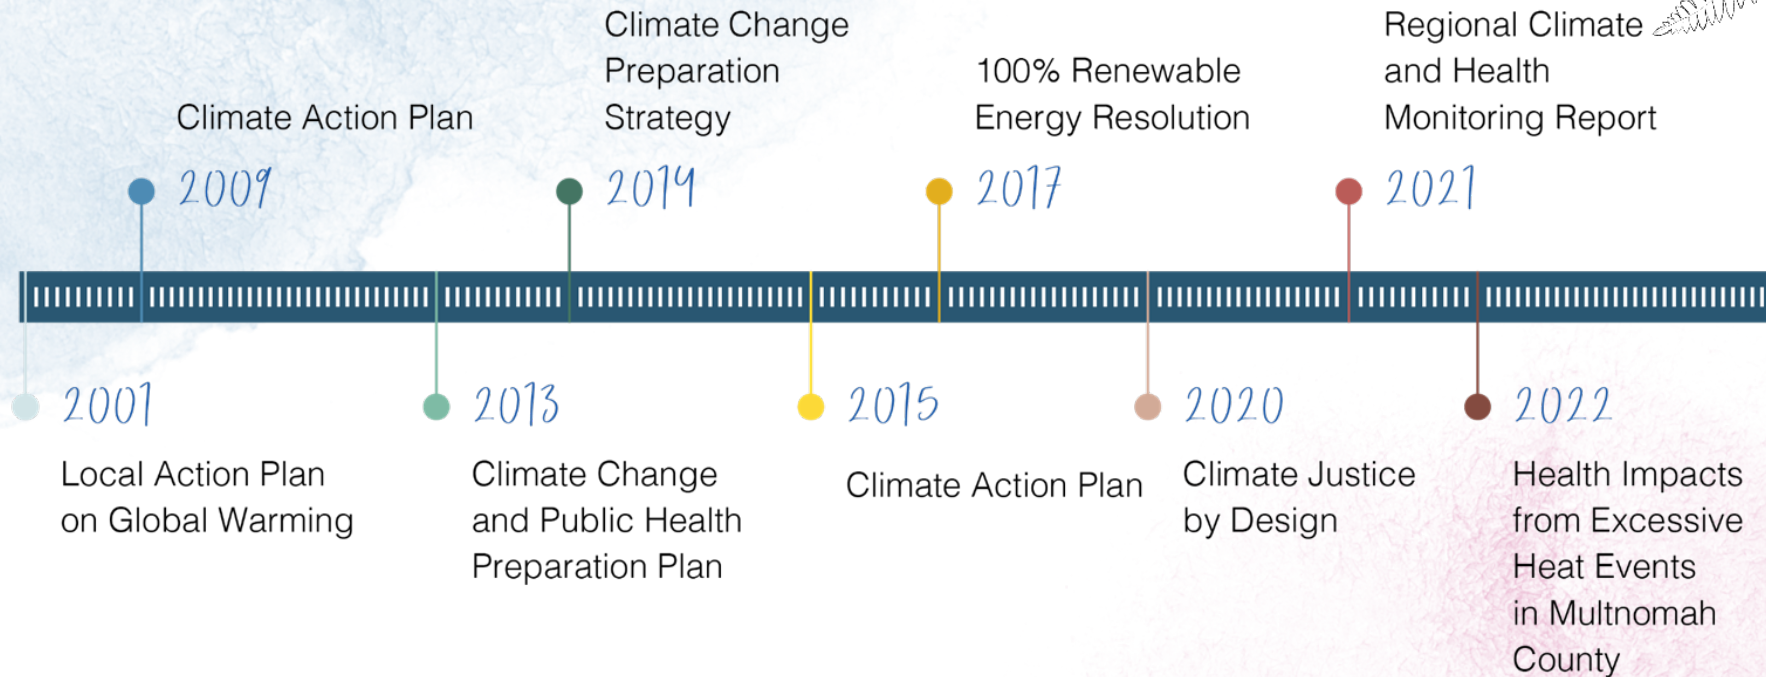 Climate Action Plan
2009
Climate Change
Preparation
Strategy
2014
100% Renewable
Energy Resolution
2017
Regional Climate
and Health
Monitoring Report
2021
2001
Local Action Plan
on Global Warming
2013
Climate Change
and Public Health
Preparation Plan
2015
Climate Action Plan
2020
Climate Justice
by Design
2022
Health Impacts
from Excessive
Heat Events
in Multnomah
County